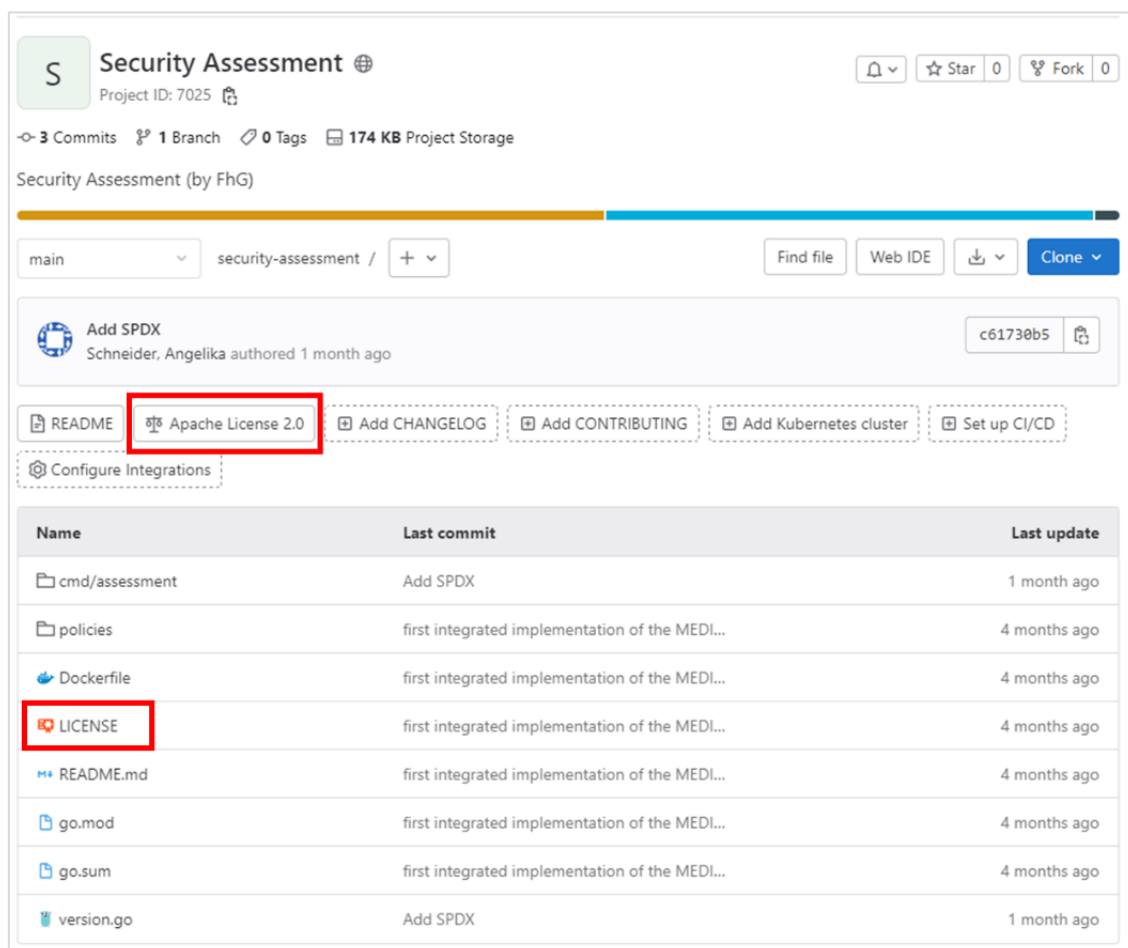 S
Security Assessment
Project ID: 7025
Star 0
Fork 0
3 Commits 1 Branch 0 Tags 174 KB Project Storage
Security Assessment (by FhG)
main
security-assessment /
Find file
Web IDE
Clone
Add SPDX
Schneider, Angelika authored 1 month ago
c61730b5
README
Apache License 2.0
Add CHANGELOG
Add CONTRIBUTING
Add Kubernetes cluster
Set up CI/CD
Configure Integrations
Name Last commit Last update
cmd/assessment Add SPDX 1 month ago
policies first integrated implementation of the MEDI... 4 months ago
Dockerfile first integrated implementation of the MEDI... 4 months ago
LICENSE first integrated implementation of the MEDI... 4 months ago
README.md first integrated implementation of the MEDI... 4 months ago
go.mod first integrated implementation of the MEDI... 4 months ago
go.sum first integrated implementation of the MEDI... 4 months ago
version.go Add SPDX 1 month ago